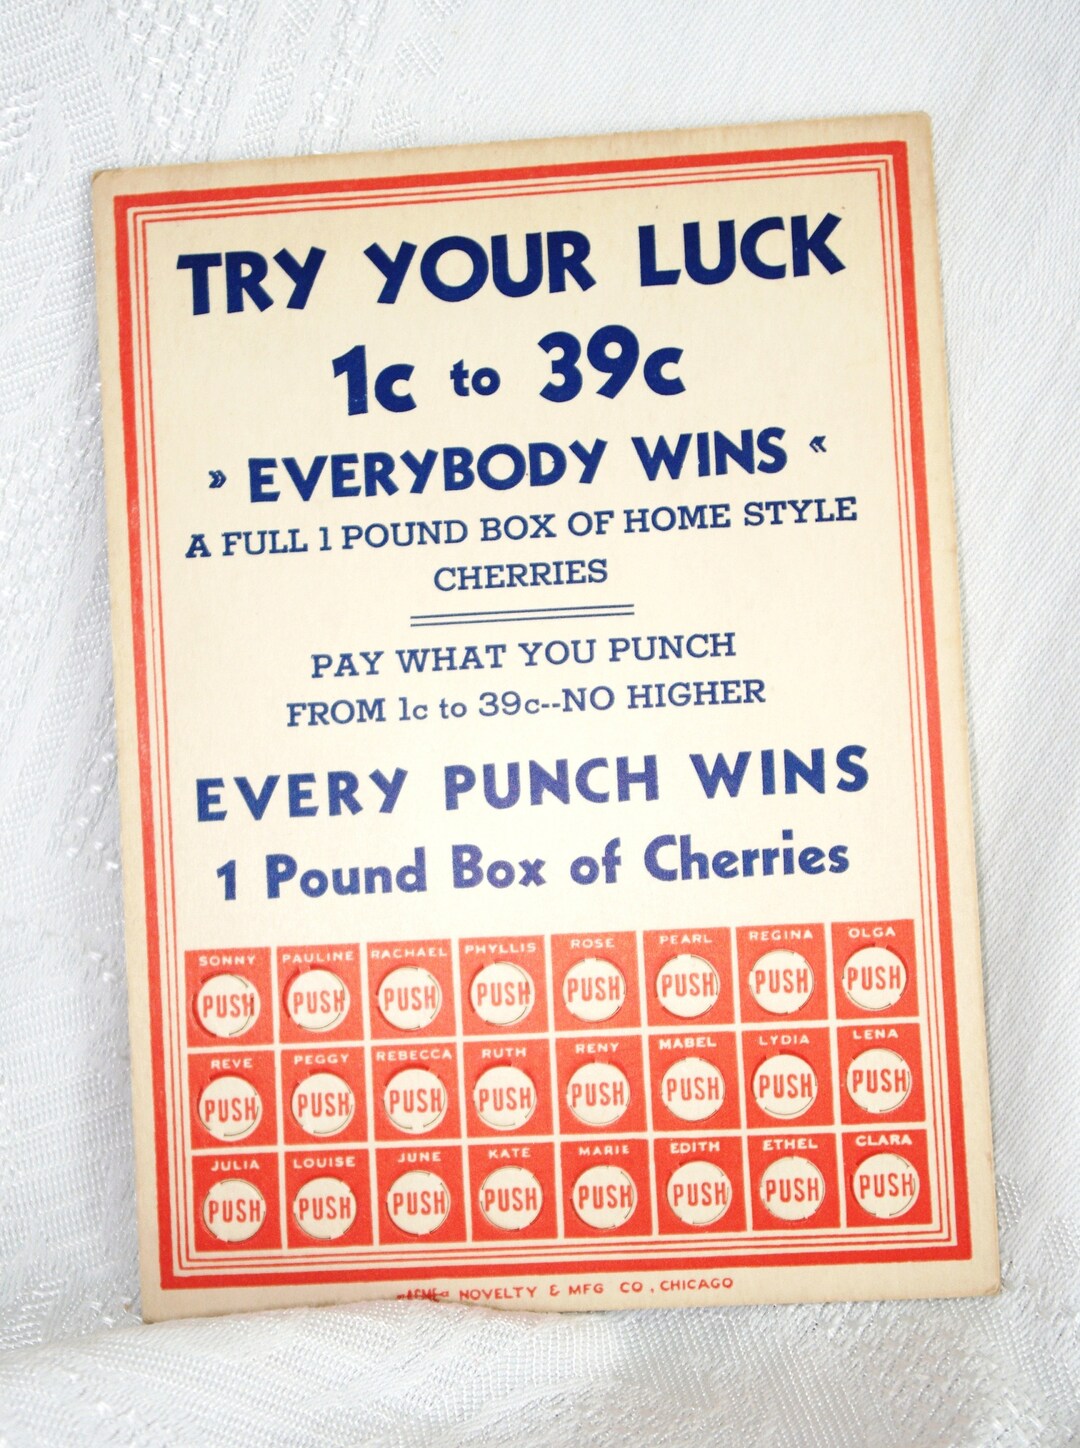 TRY YOUR LUCK
1c to 39c
» EVERYBODY WINS «
A FULL 1 POUND BOX OF HOME STYLE
CHERRIES
PAY WHAT YOU PUNCH
FROM 1c to 39c--NO HIGHER
EVERY PUNCH WINS
1 Pound Box of Cherries
SONNY PAULINE RACHAEL PHYLLIS ROSE PEARL REGINA OLGA
PUSH PUSH PUSH PUSH PUSH PUSH PUSH PUSH
REVE PEGGY REBECCA RUTH RENY MABEL LYDIA LENA
PUSH PUSH PUSH PUSH PUSH PUSH PUSH PUSH
JULIA LOUISE JUNE KATE MARIE EDITH ETHEL CLARA
PUSH PUSH PUSH PUSH PUSH PUSH PUSH PUSH
ACME NOVELTY & MFG CO. CHICAGO